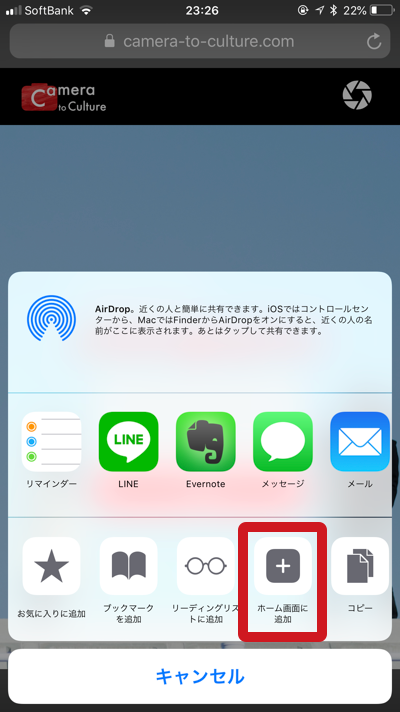 SoftBank 23:26 22%
camera-to-culture.com
Camera
to Culture
AirDrop。近くの人と簡単に共有できます。iOSではコントロールセン
ターから、MacではFinderからAirDropをオンにすると、近くの人の名
前がここに表示されます。あとはタップして共有できます。
リマインダー
LINE
LINE
Evernote
メッセージ
メール
お気に入りに追加
ブックマーク
を追加
リーディングリス
トに追加
ホーム画面に
追加
コピー
キャンセル